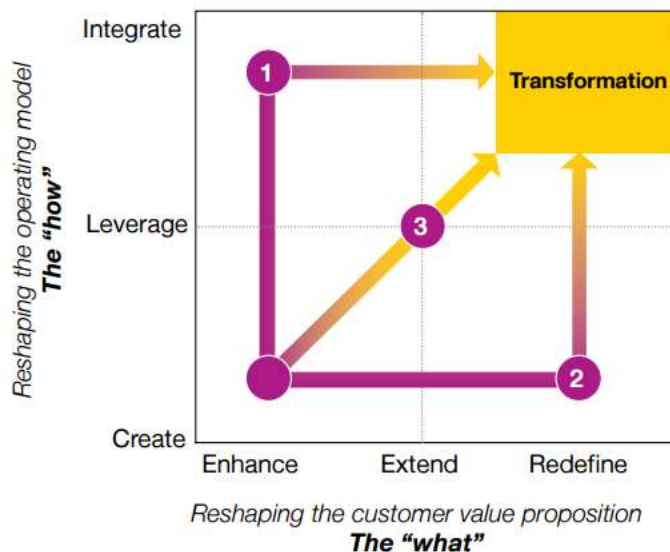 Integrate
1
Transformation
Reshaping the operating model
The "how"
Leverage
3
2
Create
Enhance Extend Redefine
Reshaping the customer value proposition
The "what"